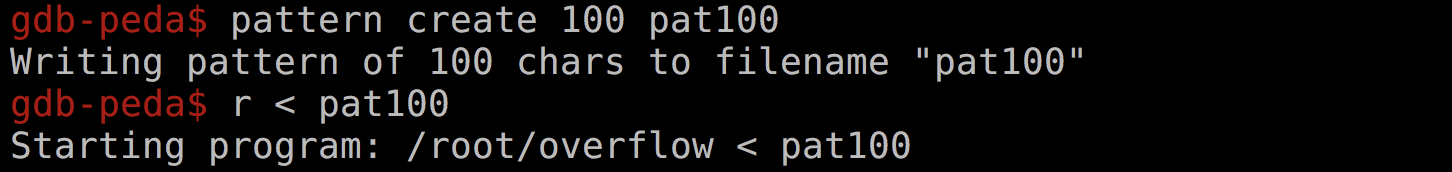 gdb-peda$ pattern create 100 pat100
Writing pattern of 100 chars to filename "pat100"
gdb-peda$ r < pat100
Starting program: /root/overflow < pat100